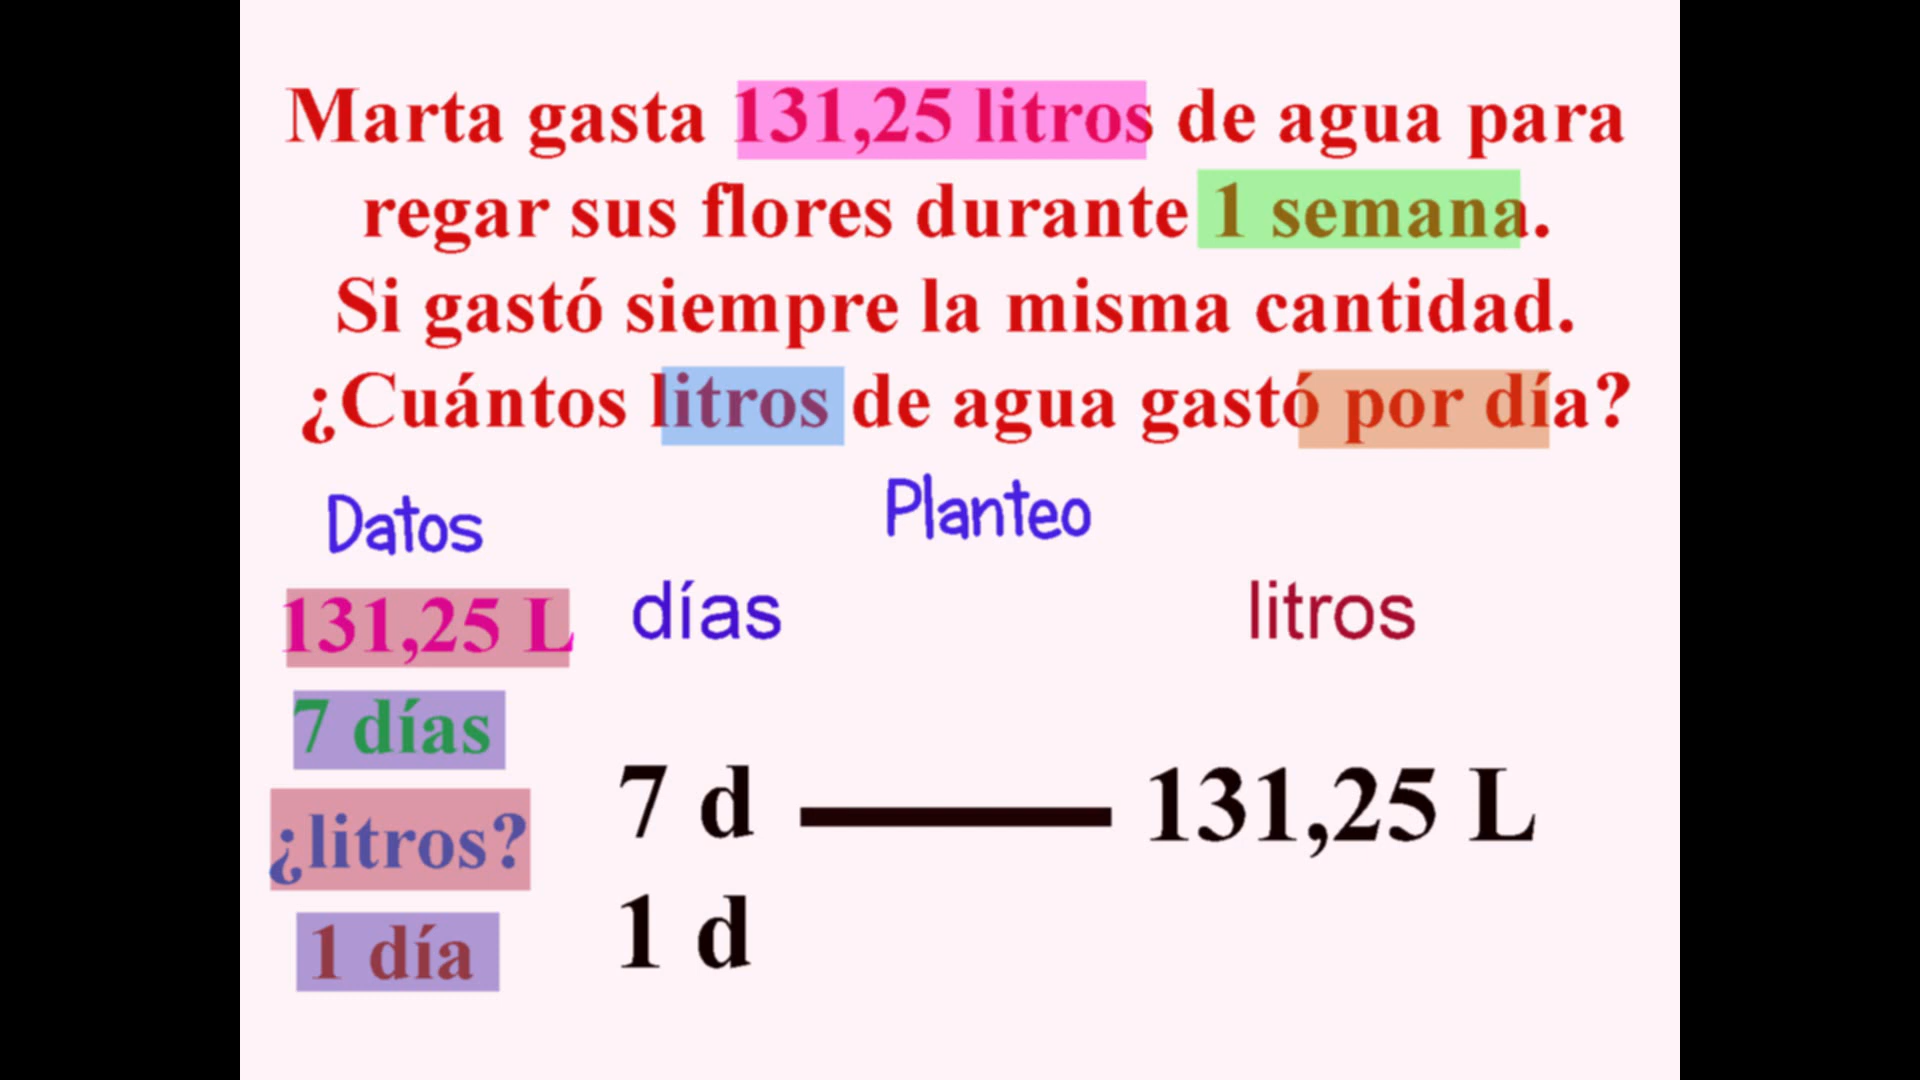 Marta gasta 131,25 litros de agua para
regar sus flores durante 1 semana.
Si gastó siempre la misma cantidad.
¿Cuántos litros de agua gastó por día?
Datos
Planteo
131,25 L
7 días
¿litros?
1 día
días
litros
7 d
131,25 L
1 d